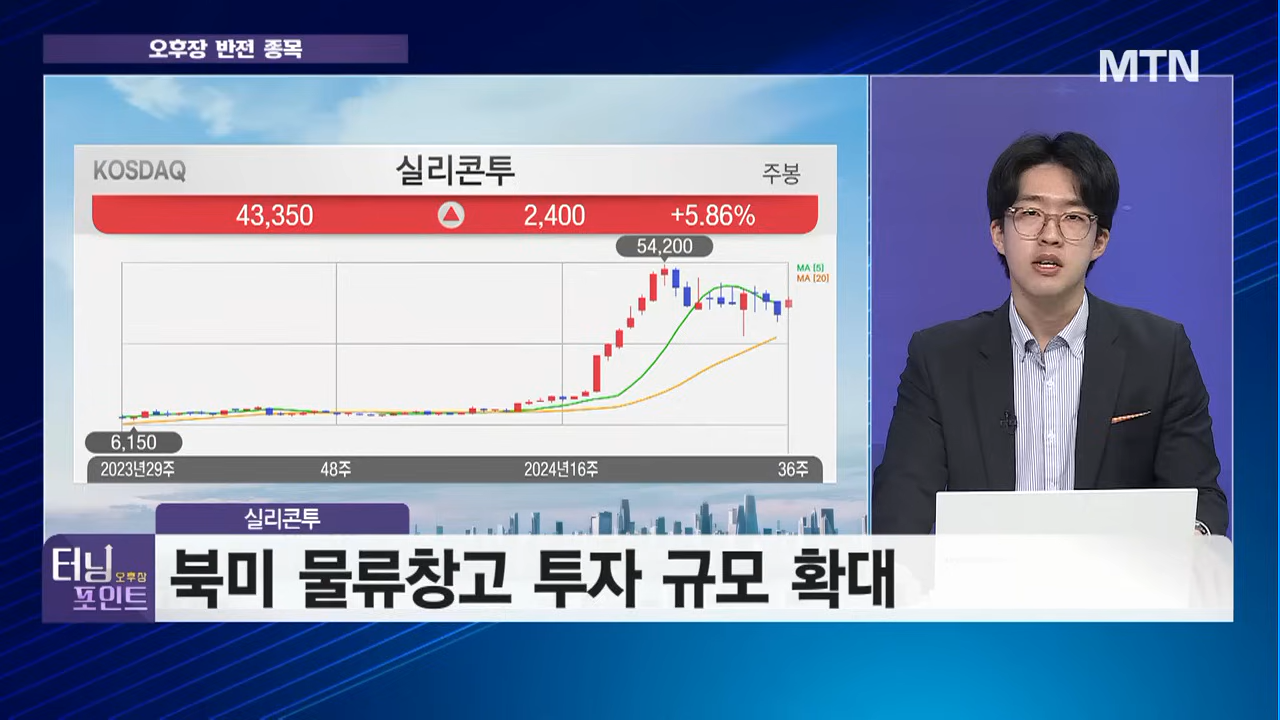 오후장 반전 종목
MTN
KOSDAQ 실리콘투 주봉
43,350 ▲ 2,400 +5.86%
54,200
MA [5]
MA [20]
6,150
2023년29주 48주 2024년16주 36주
실리콘투
터닝 오후장 포인트
북미 물류창고 투자 규모 확대